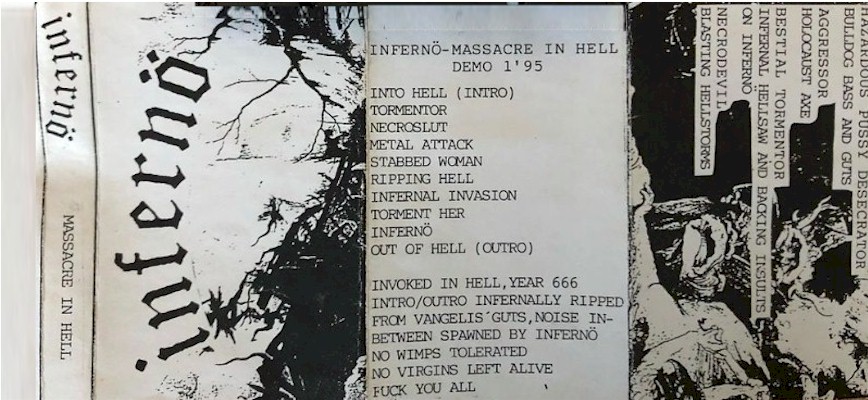 infernö
MASSACRE IN HELL
infernö
INFERNÖ-MASSACRE IN HELL
DEMO 1'95
INTO HELL (INTRO)
TORMENTOR
NECROSLUT
METAL ATTACK
STABBED WOMAN
RIPPING HELL
INFERNAL INVASION
TORMENT HER
INFERNÖ
OUT OF HELL (OUTRO)
INVOKED IN HELL,YEAR 666
INTRO/OUTRO INFERNALLY RIPPED
FROM VANGELIS´GUTS,NOISE IN-
BETWEEN SPAWNED BY INFERNÖ
NO WIMPS TOLERATED
NO VIRGINS LEFT ALIVE
FUCK YOU ALL
PUSSY DESECRATOR
BULLDOG BASS AND GUTS
AGGRESSOR
HOLOCAUST AXE
BESTIAL TORMENTOR
INFERNAL HELLSAW AND BACKING INSULTS
ON INFERNO
NECRODEVIL
BLASTING HELLSTORMS